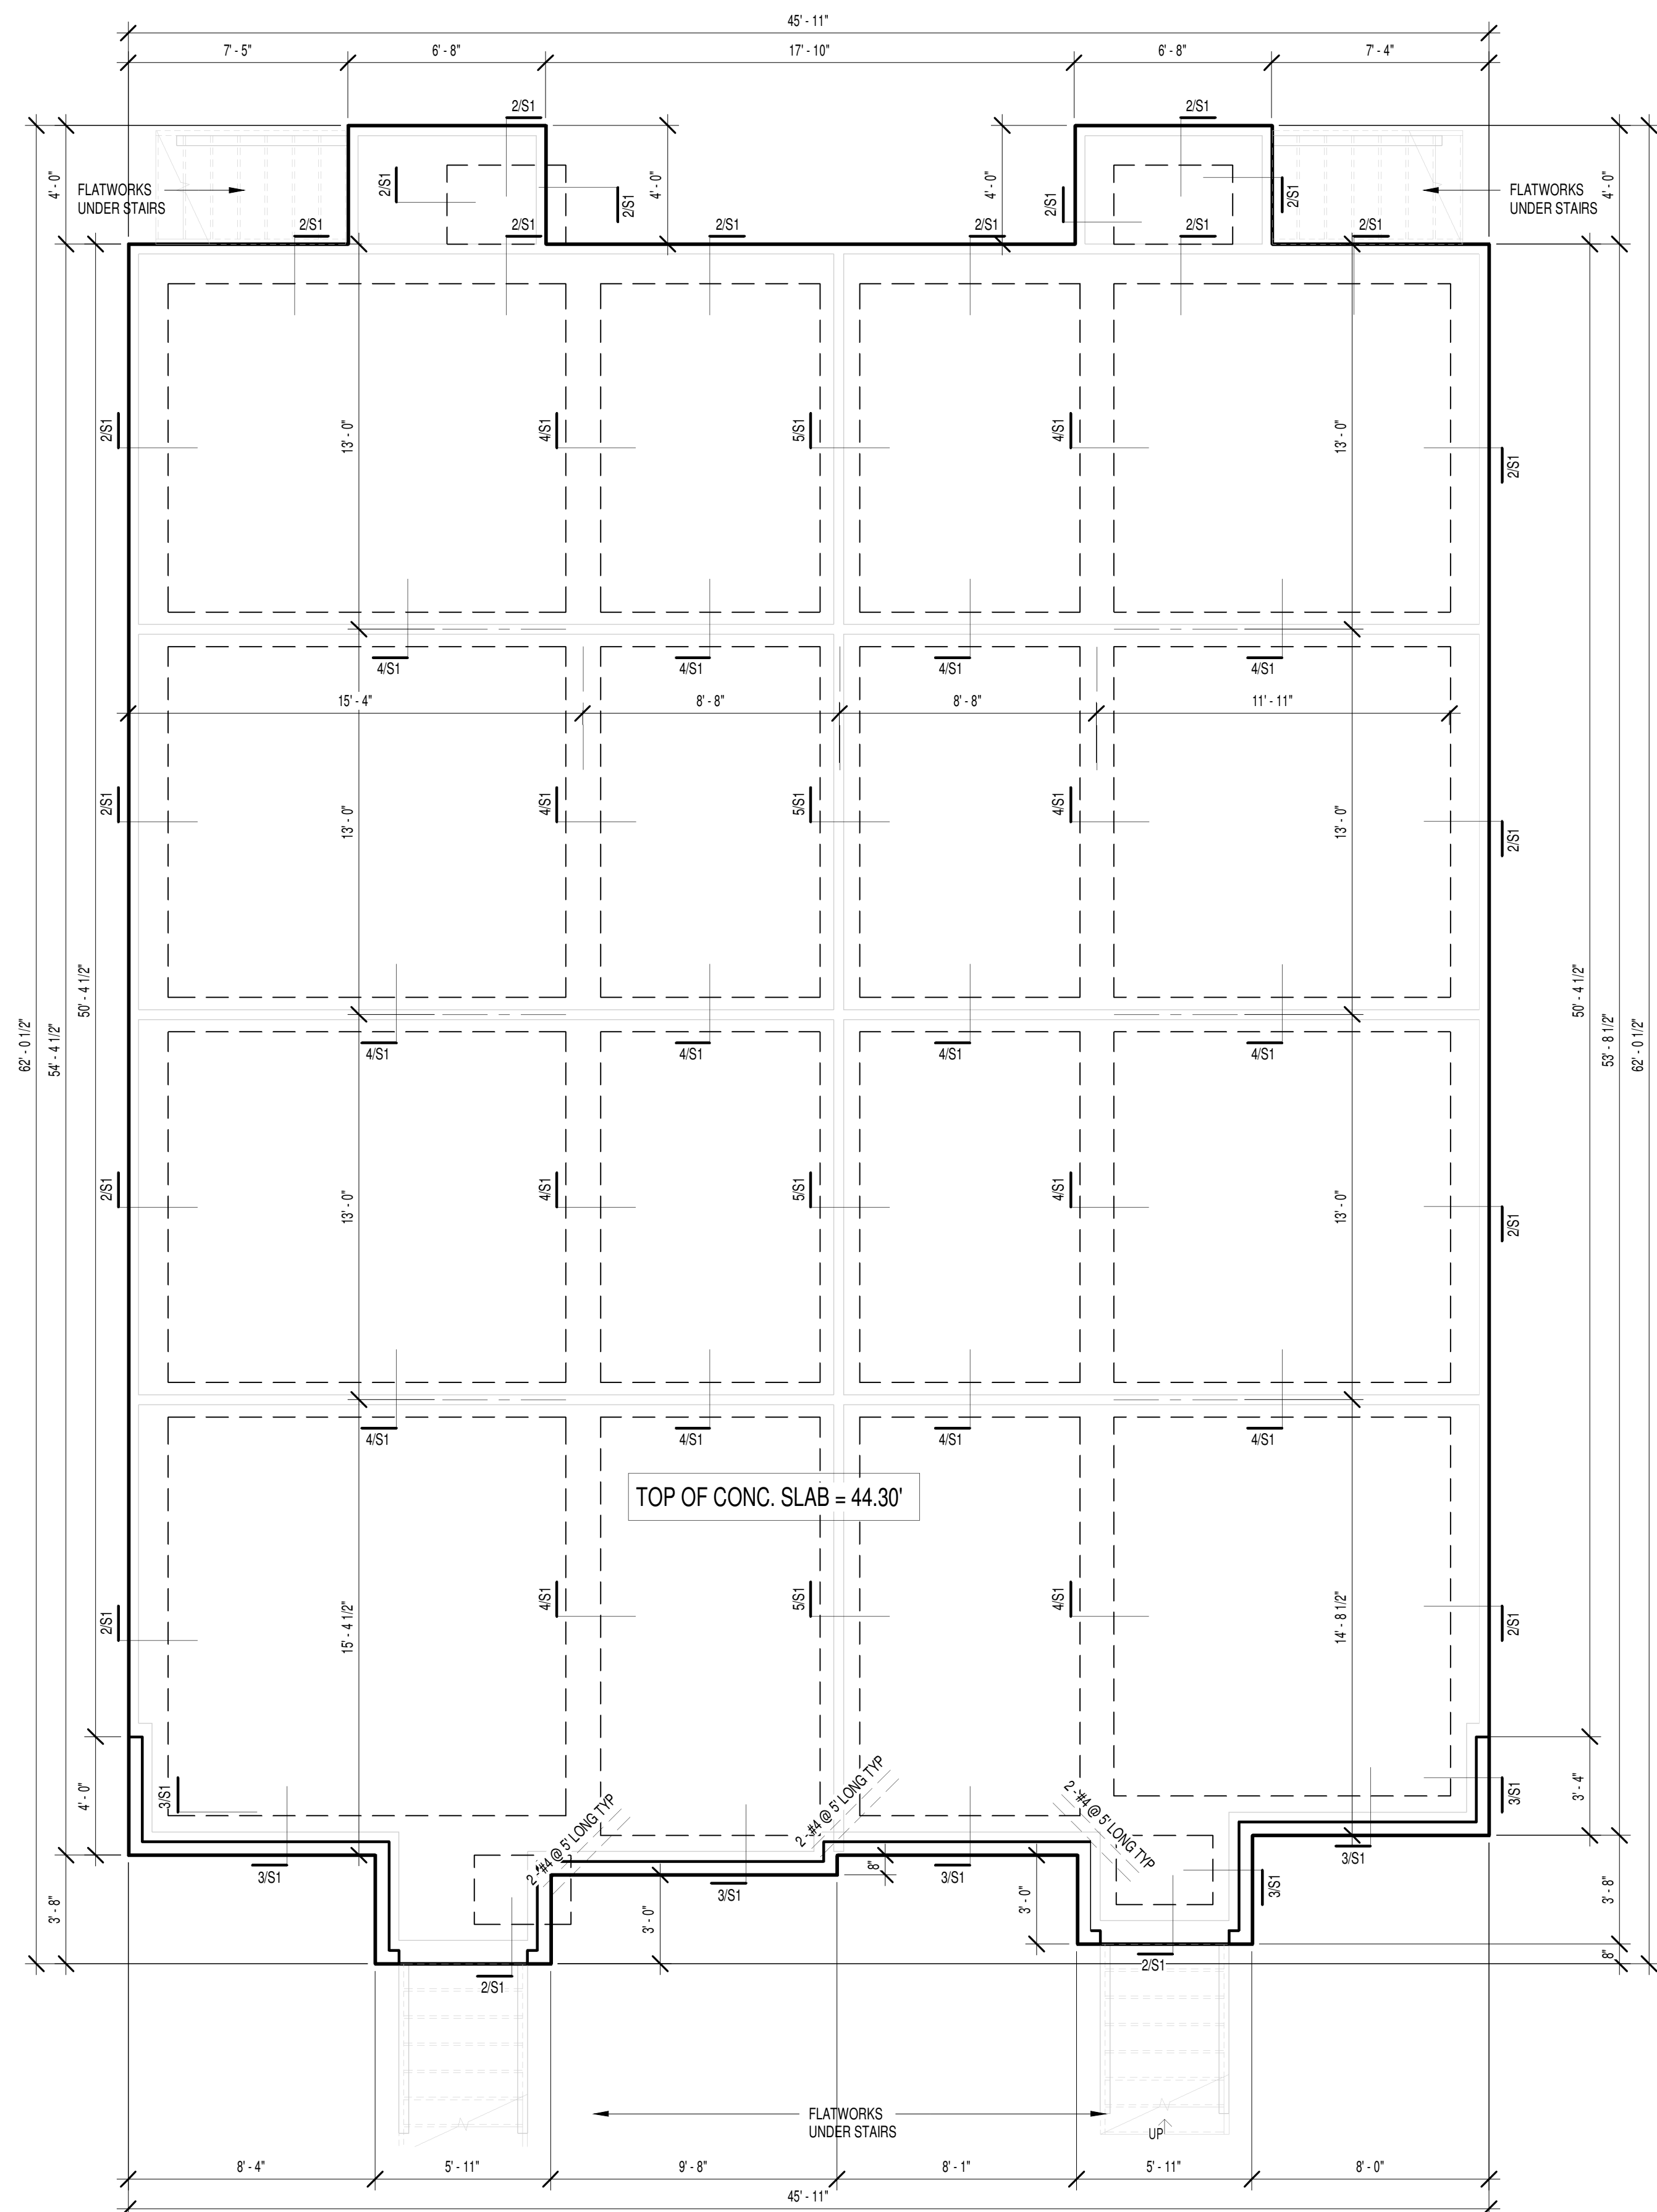 45' - 11"
7' - 5"
6' - 8"
17' - 10"
6' - 8"
7' - 4"
2/S1
2/S1
4' - 0"
FLATWORKS
UNDER STAIRS
2/S1
2/S1
4' - 0"
4' - 0"
2/S1
2/S1
FLATWORKS
UNDER STAIRS
4' - 0"
2/S1
2/S1
2/S1
2/S1
2/S1
2/S1
2/S1
13' - 0"
4/S1
5/S1
4/S1
13' - 0"
2/S1
4/S1
4/S1
4/S1
4/S1
15' - 4"
8' - 8"
8' - 8"
11' - 11"
2/S1
13' - 0"
4/S1
5/S1
4/S1
13' - 0"
2/S1
62' - 0 1/2"
54' - 4 1/2"
50' - 4 1/2"
50' - 4 1/2"
53' - 8 1/2"
62' - 0 1/2"
4/S1
4/S1
4/S1
4/S1
2/S1
13' - 0"
4/S1
5/S1
4/S1
13' - 0"
2/S1
4/S1
4/S1
4/S1
4/S1
TOP OF CONC. SLAB = 44.30'
2/S1
15' - 4 1/2"
4/S1
5/S1
4/S1
14' - 8 1/2"
2/S1
4' - 0"
3/S1
2 - #4 @ 5' LONG TYP
2 - #4 @ 5' LONG TYP
2 - #4 @ 5' LONG TYP
3/S1
3' - 4"
3/S1
3/S1
8"
3/S1
3/S1
3/S1
3' - 8"
3' - 0"
3' - 0"
3' - 8"
8"
2/S1
2/S1
FLATWORKS
UNDER STAIRS
UP
8' - 4"
5' - 11"
9' - 8"
8' - 1"
5' - 11"
8' - 0"
45' - 11"